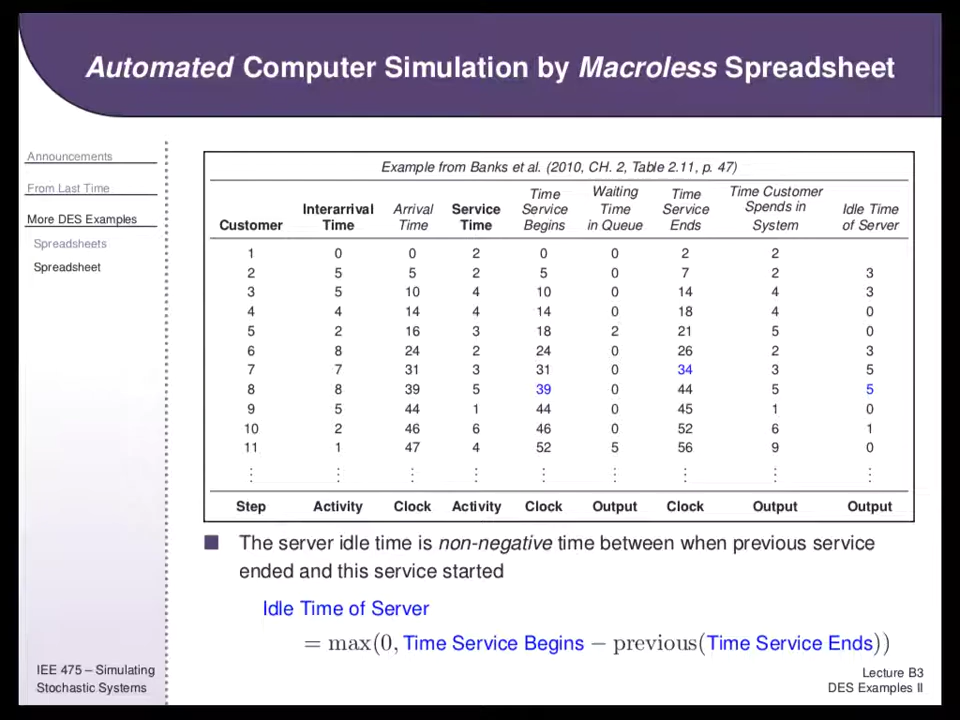 Automated Computer Simulation by Macroless Spreadsheet
Announcements
From Last Time
More DES Examples
Spreadsheets
Spreadsheet
Example from Banks et al. (2010, CH. 2, Table 2.11, p. 47)
Customer Interarrival Time Arrival Time Service Time Time Service Begins Waiting Time in Queue Time Service Ends Time Customer Spends in System Idle Time of Server
1 0 0 2 0 0 2 2
2 5 5 2 5 0 7 2 3
3 5 10 4 10 0 14 4 3
4 4 14 4 14 0 18 4 0
5 2 16 3 18 2 21 5 0
6 8 24 2 24 0 26 2 3
7 7 31 3 31 0 34 3 5
8 8 39 5 39 0 44 5 5
9 5 44 1 44 0 45 1 0
10 2 46 6 46 0 52 6 1
11 1 47 4 52 5 56 9 0
⋮ ⋮ ⋮ ⋮ ⋮ ⋮ ⋮ ⋮ ⋮
Step Activity Clock Activity Clock Output Clock Output Output
The server idle time is non-negative time between when previous service
ended and this service started
Idle Time of Server
= max(0, Time Service Begins − previous(Time Service Ends))
IEE 475 – Simulating
Stochastic Systems
Lecture B3
DES Examples II